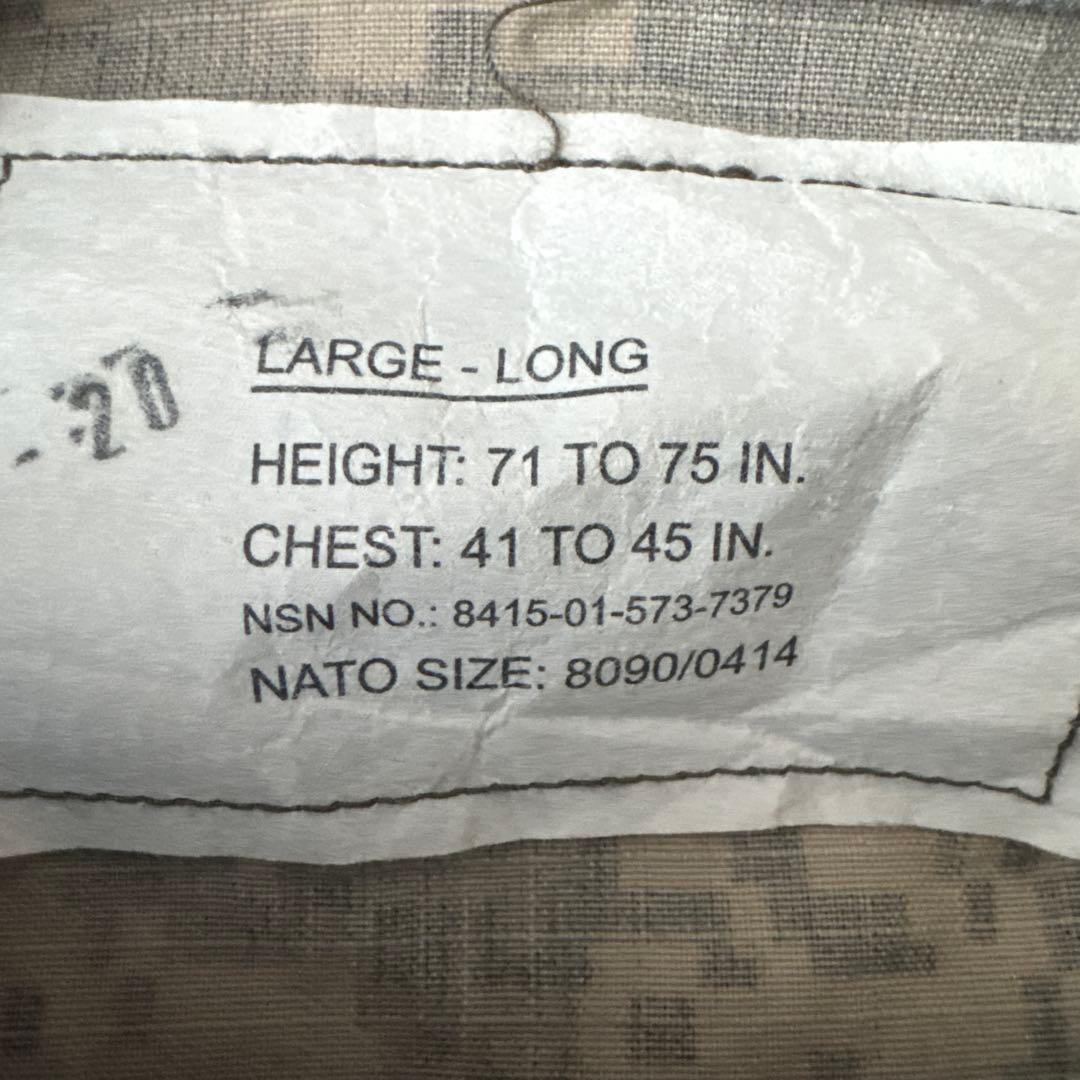 LARGE - LONG
20
HEIGHT: 71 TO 75 IN.
CHEST: 41 TO 45 IN.
NSN NO.: 8415-01-573-7379
NATO SIZE: 8090/0414